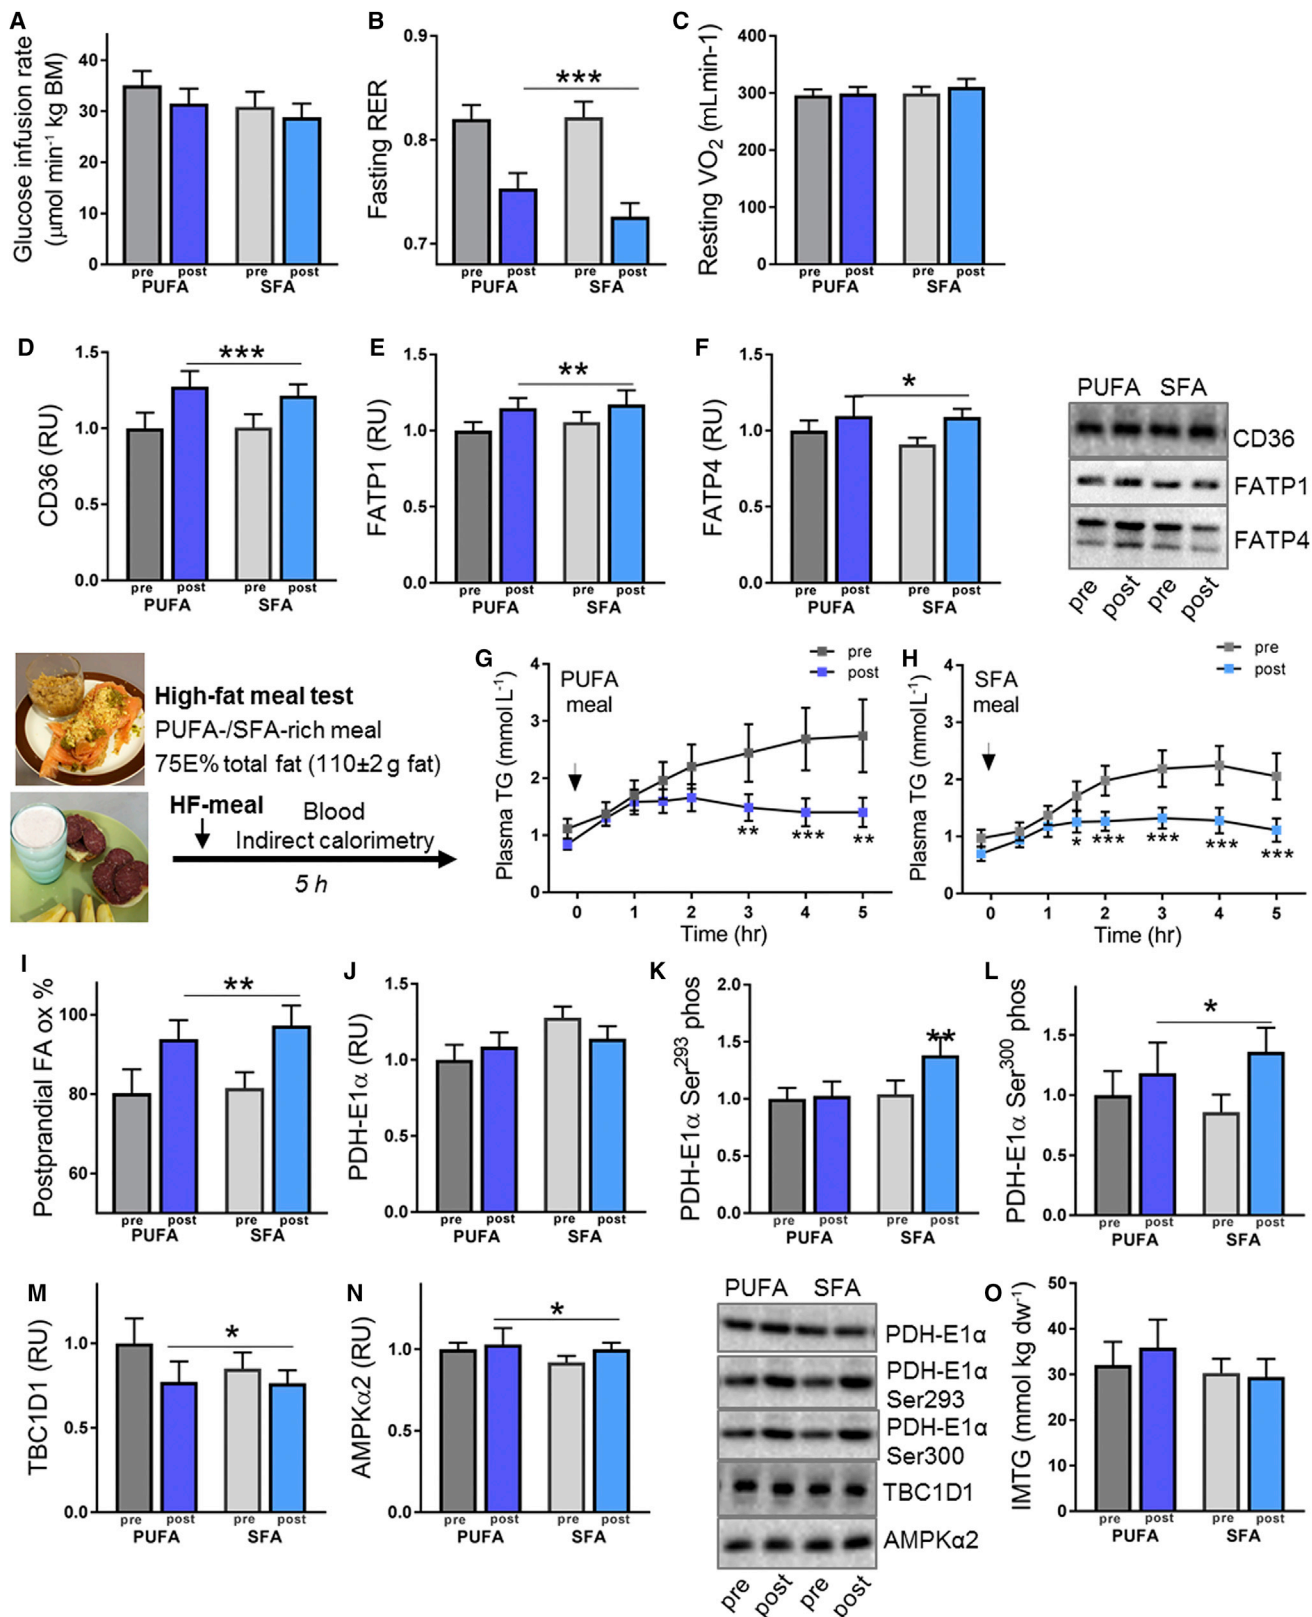 A
Glucose infusion rate
(µmol min⁻¹ kg BM)
40
30
20
10
0
pre post pre post
PUFA SFA
B
Fasting RER
0.9
0.8
0.7
***
pre post pre post
PUFA SFA
C
Resting VO₂ (mLmin-1)
400
300
200
100
0
pre post pre post
PUFA SFA
D
CD36 (RU)
1.5
1.0
0.5
0.0
***
pre post pre post
PUFA SFA
E
FATP1 (RU)
1.5
1.0
0.5
0.0
**
pre post pre post
PUFA SFA
F
FATP4 (RU)
1.5
1.0
0.5
0.0
*
pre post pre post
PUFA SFA
PUFA SFA
CD36
FATP1
FATP4
pre post pre post
High-fat meal test
PUFA-/SFA-rich meal
75E% total fat (110±2 g fat)
HF-meal
Blood
Indirect calorimetry
5 h
G
Plasma TG (mmol L⁻¹)
4
3
2
1
0
PUFA
meal
pre
post
** *** **
0 1 2 3 4 5
Time (hr)
H
Plasma TG (mmol L⁻¹)
4
3
2
1
0
SFA
meal
pre
post
* *** *** *** ***
0 1 2 3 4 5
Time (hr)
I
Postprandial FA ox %
100
80
60
**
pre post pre post
PUFA SFA
J
PDH-E1α (RU)
1.5
1.0
0.5
0.0
pre post pre post
PUFA SFA
K
PDH-E1α Ser²⁹³ phos
2.0
1.5
1.0
0.5
0.0
**
pre post pre post
PUFA SFA
L
PDH-E1α Ser³⁰⁰ phos
1.5
1.0
0.5
0.0
*
pre post pre post
PUFA SFA
M
TBC1D1 (RU)
1.0
0.5
0.0
*
pre post pre post
PUFA SFA
N
AMPKα2 (RU)
1.0
0.5
0.0
*
pre post pre post
PUFA SFA
PUFA SFA
PDH-E1α
PDH-E1α
Ser293
PDH-E1α
Ser300
TBC1D1
AMPKα2
pre post pre post
O
IMTG (mmol kg dw⁻¹)
50
40
30
20
10
0
pre post pre post
PUFA SFA